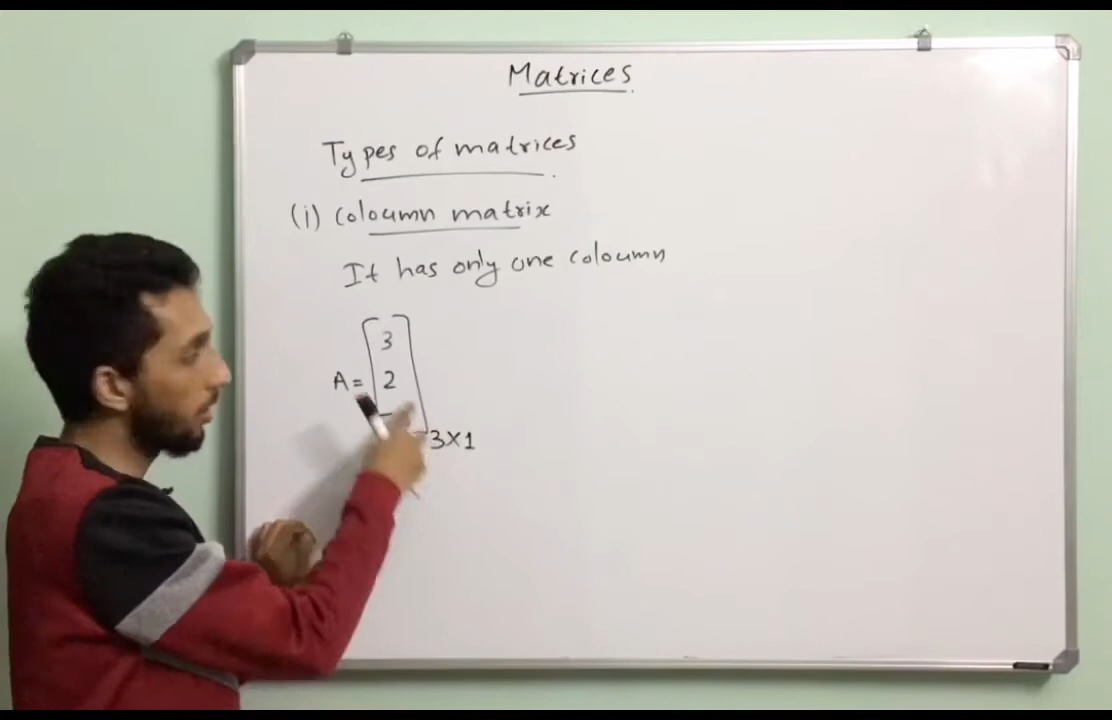 Matrices
Types of matrices
(i) coloumn matrix
It has only one coloumn
3
A = 2
3×1